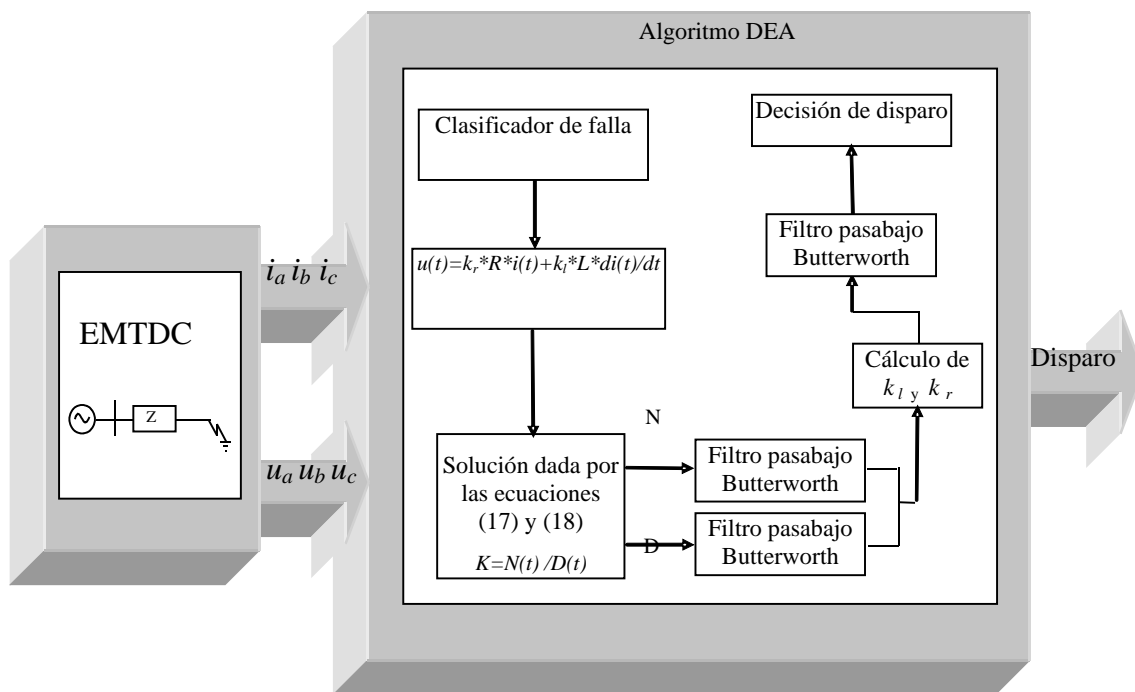 Algoritmo DEA
Clasificador de falla
u(t)=k_r*R*i(t)+k_l*L*di(t)/dt
Solución dada por
las ecuaciones
(17) y (18)
K=N(t) /D(t)
N
D
Filtro pasabajo
Butterworth
Filtro pasabajo
Butterworth
Cálculo de
k_l y k_r
Filtro pasabajo
Butterworth
Decisión de disparo
EMTDC
Z
i_a i_b i_c
u_a u_b u_c
Disparo